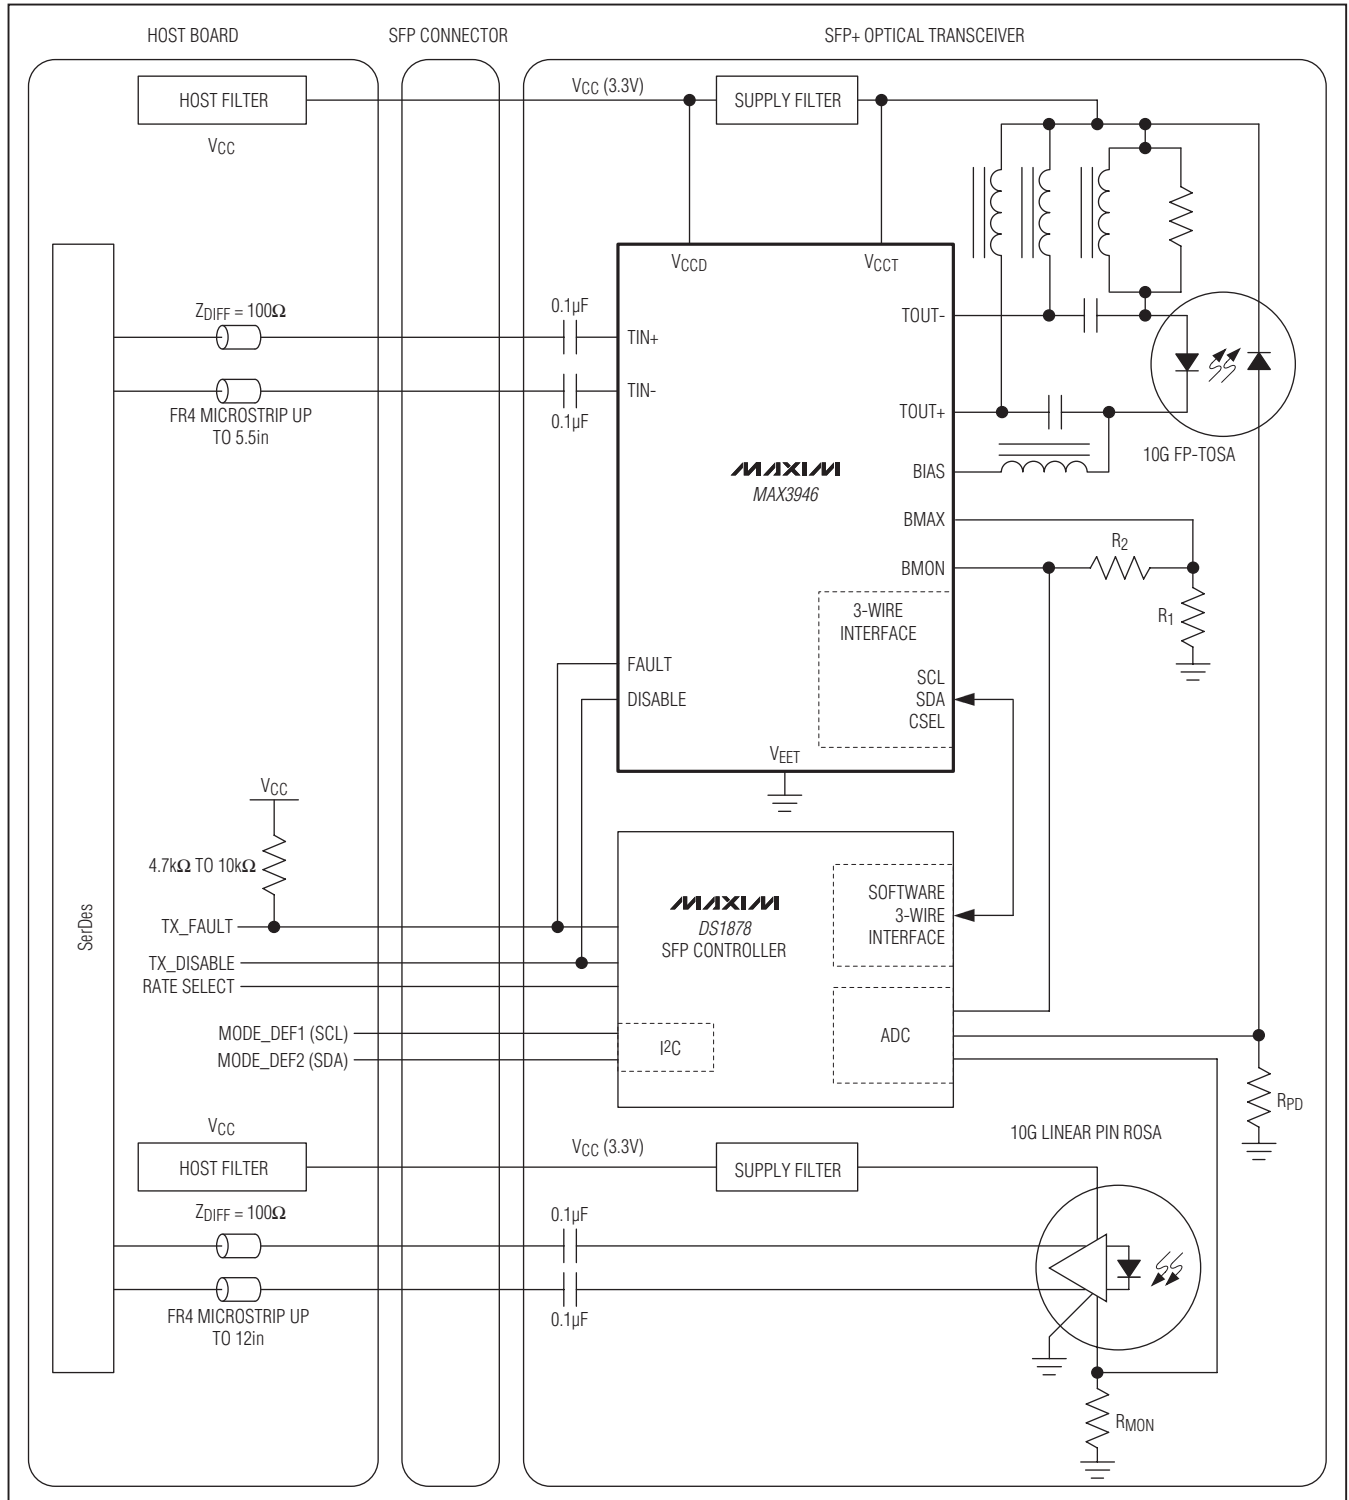 HOST BOARD
SFP CONNECTOR
SFP+ OPTICAL TRANSCEIVER
HOST FILTER
VCC
VCC (3.3V)
SUPPLY FILTER
VCCD
VCCT
ZDIFF = 100Ω
0.1µF
TIN+
TIN-
0.1µF
FR4 MICROSTRIP UP
TO 5.5in
TOUT-
TOUT+
10G FP-TOSA
BIAS
MAXIM
MAX3946
BMAX
BMON
R2
R1
3-WIRE
INTERFACE
SCL
SDA
CSEL
FAULT
DISABLE
VEET
VCC
4.7kΩ TO 10kΩ
SerDes
TX_FAULT
TX_DISABLE
RATE SELECT
MODE_DEF1 (SCL)
MODE_DEF2 (SDA)
MAXIM
DS1878
SFP CONTROLLER
SOFTWARE
3-WIRE
INTERFACE
I2C
ADC
RPD
10G LINEAR PIN ROSA
VCC
HOST FILTER
VCC (3.3V)
SUPPLY FILTER
ZDIFF = 100Ω
0.1µF
0.1µF
FR4 MICROSTRIP UP
TO 12in
RMON